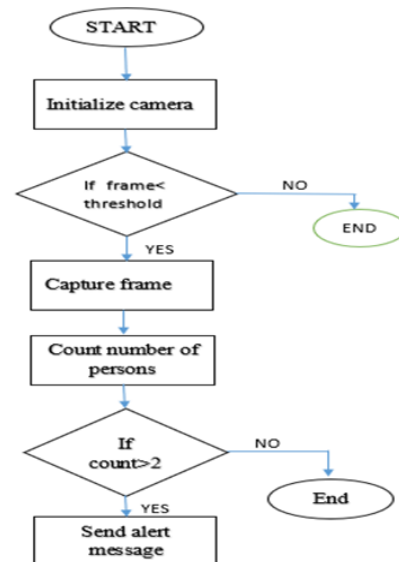 START
Initialize camera
If frame<
threshold
NO
END
YES
Capture frame
Count number of
persons
If
count>2
NO
End
YES
Send alert
message